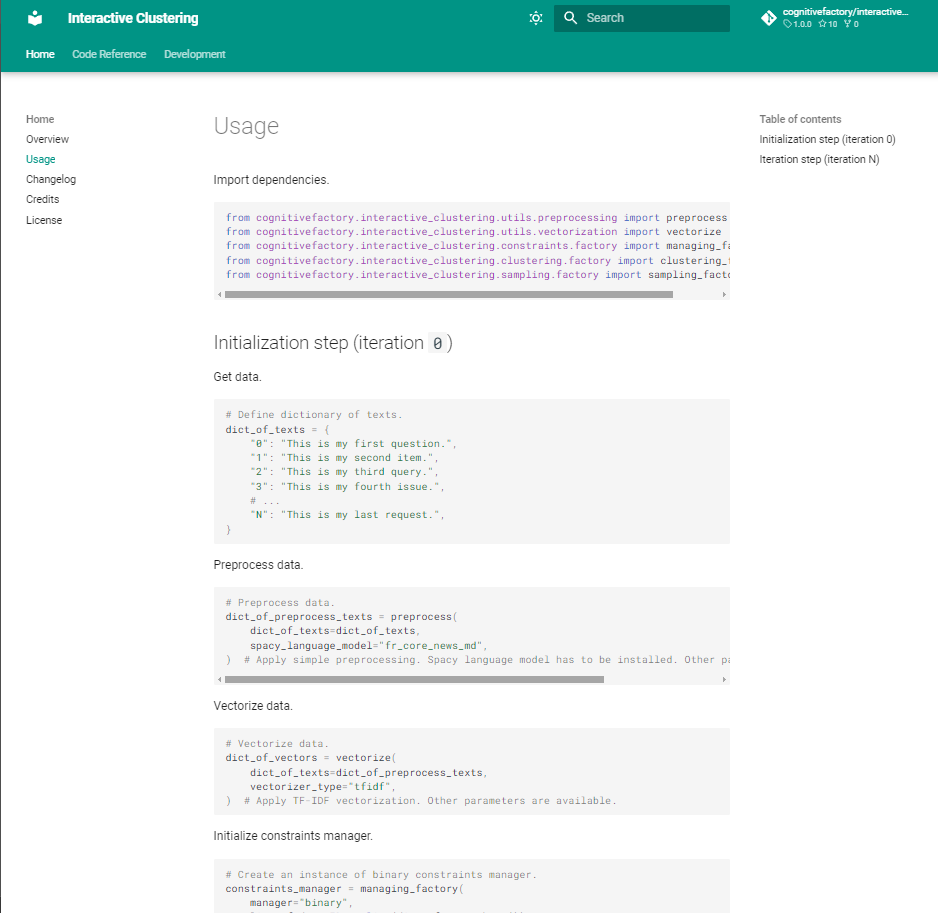 Interactive Clustering
Search
cognitivefactory/interactive...
1.0.0 10 0
Home Code Reference Development
Home
Overview
Usage
Changelog
Credits
License
Usage
Import dependencies.
from cognitivefactory.interactive_clustering.utils.preprocessing import preprocess
from cognitivefactory.interactive_clustering.utils.vectorization import vectorize
from cognitivefactory.interactive_clustering.constraints.factory import managing_fa
from cognitivefactory.interactive_clustering.clustering.factory import clustering_
from cognitivefactory.interactive_clustering.sampling.factory import sampling_facto
Initialization step (iteration 0)
Get data.
# Define dictionary of texts.
dict_of_texts = {
    "0": "This is my first question.",
    "1": "This is my second item.",
    "2": "This is my third query.",
    "3": "This is my fourth issue.",
    # ...
    "N": "This is my last request.",
}
Preprocess data.
# Preprocess data.
dict_of_preprocess_texts = preprocess(
    dict_of_texts=dict_of_texts,
    spacy_language_model="fr_core_news_md",
)  # Apply simple preprocessing. Spacy language model has to be installed. Other pa
Vectorize data.
# Vectorize data.
dict_of_vectors = vectorize(
    dict_of_texts=dict_of_preprocess_texts,
    vectorizer_type="tfidf",
)  # Apply TF-IDF vectorization. Other parameters are available.
Initialize constraints manager.
# Create an instance of binary constraints manager.
constraints_manager = managing_factory(
    manager="binary",
Table of contents
Initialization step (iteration 0)
Iteration step (iteration N)